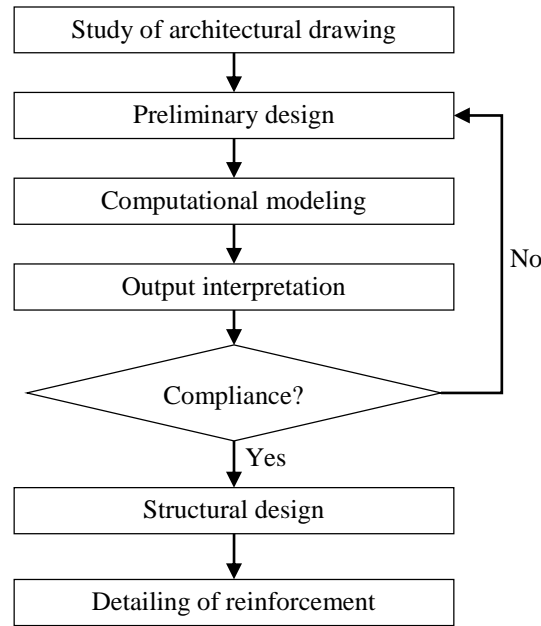 Study of architectural drawing
Preliminary design
Computational modeling
No
Output interpretation
Compliance?
Yes
Structural design
Detailing of reinforcement